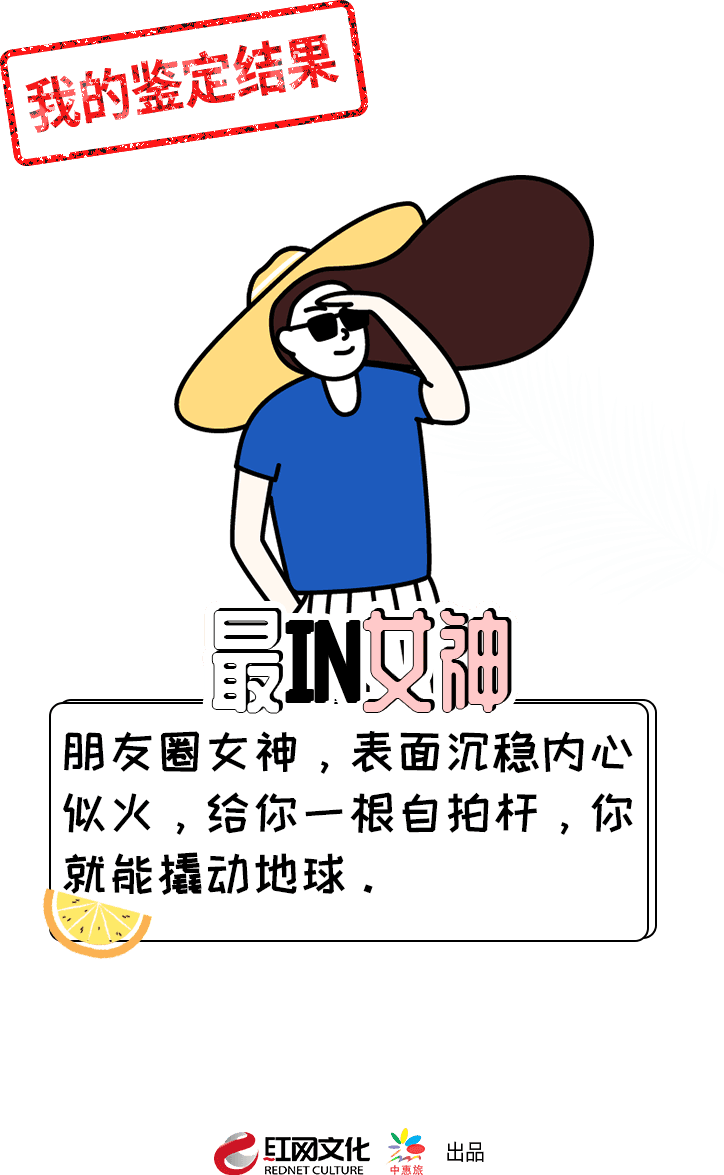 我的鉴定结果
最IN女神
朋友圈女神，表面沉稳内心
似火，给你一根自拍杆，你
就能撬动地球。
红网文化
REDNET CULTURE
中惠旅
出品